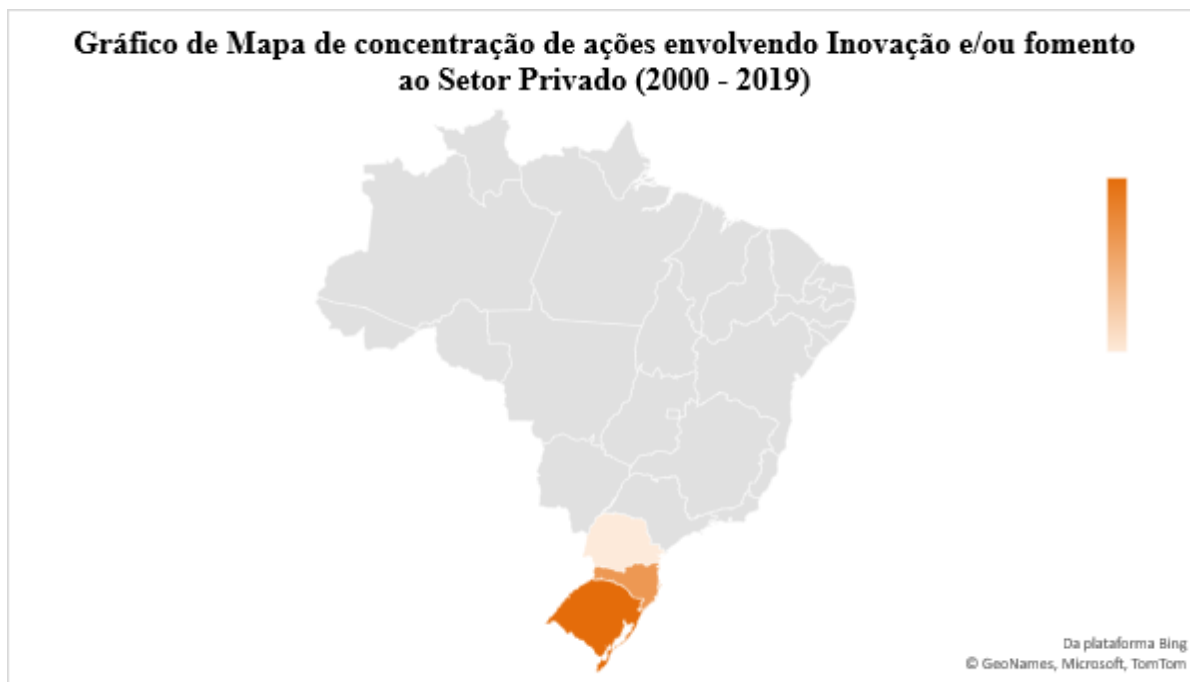 Gráfico de Mapa de concentração de ações envolvendo Inovação e/ou fomento
ao Setor Privado (2000 - 2019)
Da plataforma Bing
© GeoNames, Microsoft, TomTom